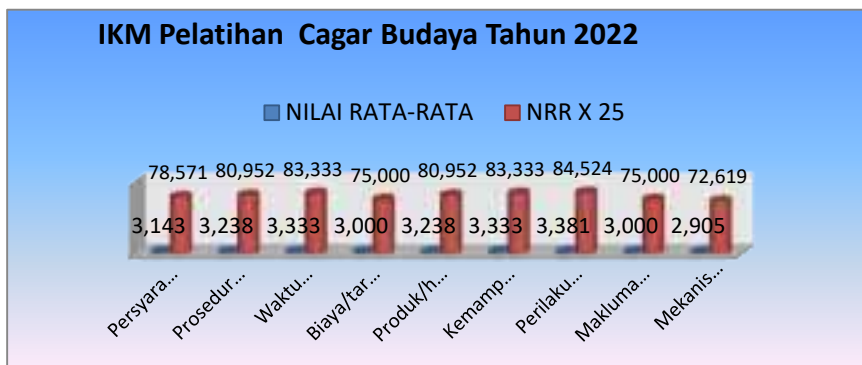 IKM Pelatihan Cagar Budaya Tahun 2022
NILAI RATA-RATA NRR X 25
78,571 80,952 83,333 75,000 80,952 83,333 84,524 75,000 72,619
3,143 3,238 3,333 3,000 3,238 3,333 3,381 3,000 2,905
Persyara...
Prosedur...
Waktu...
Biaya/tar...
Produk/h...
Kemamp...
Perilaku...
Makluma...
Mekanis...